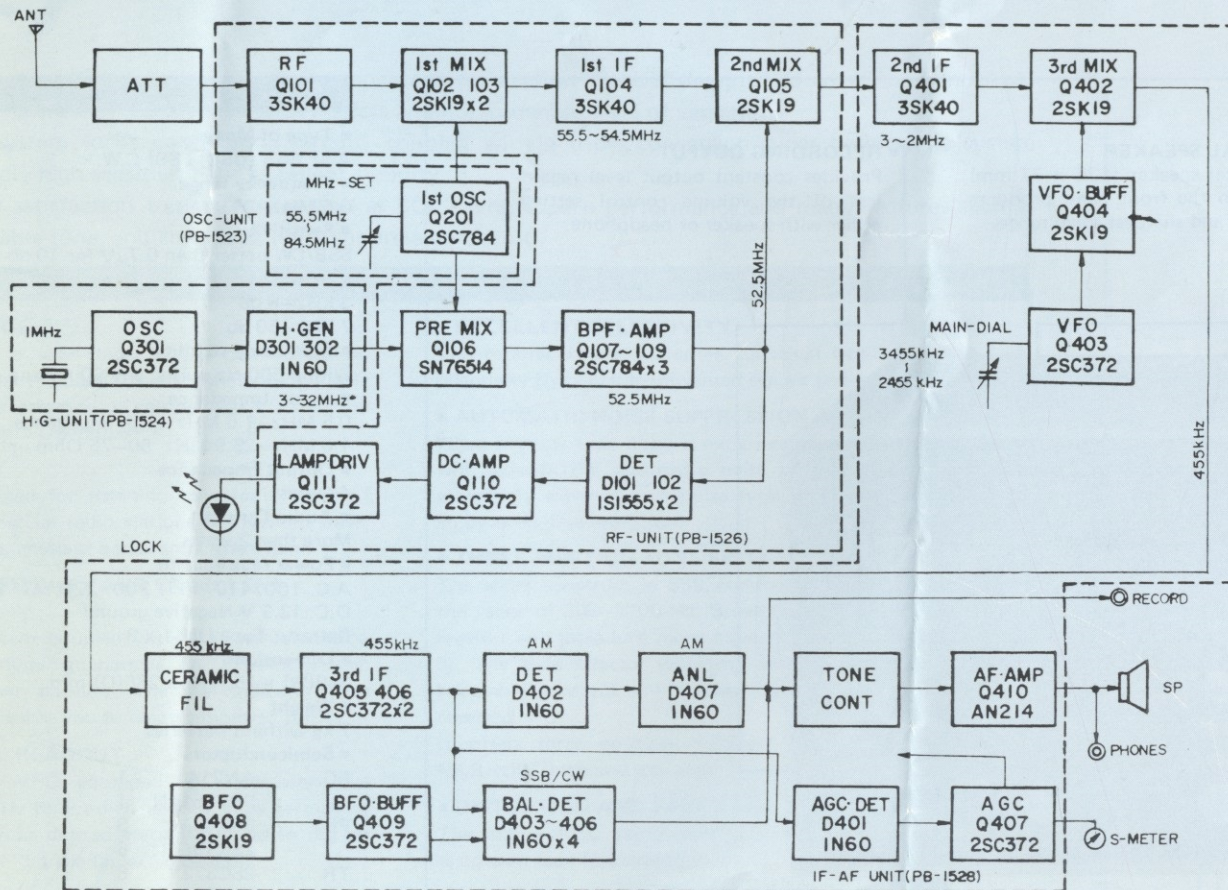 ANT
ATT
RF
Q101
3SK40
1st MIX
Q102 103
2SK19x2
1st IF
Q104
3SK40
55.5~54.5MHz
2nd MIX
Q105
2SK19
2nd IF
Q401
3SK40
3~2MHz
3rd MIX
Q402
2SK19
OSC-UNIT
(PB-1523)
MHz-SET
55.5MHz
~
84.5MHz
1st OSC
Q201
2SC784
VFO·BUFF
Q404
2SK19
52.5MHz
1MHz
OSC
Q301
2SC372
H·GEN
D301 302
1N60
3~32MHz*
H·G-UNIT(PB-1524)
PRE MIX
Q106
SN76514
BPF·AMP
Q107~109
2SC784x3
52.5MHz
MAIN-DIAL
3455kHz
~
2455kHz
VFO
Q403
2SC372
455kHz
LAMP·DRIV
Q111
2SC372
DC·AMP
Q110
2SC372
DET
D101 102
1S1555x2
LOCK
RF-UNIT(PB-1526)
RECORD
455kHz
CERAMIC
FIL
455kHz
3rd IF
Q405 406
2SC372x2
AM
DET
D402
1N60
AM
ANL
D407
1N60
TONE
CONT
AF·AMP
Q410
AN214
SP
PHONES
BFO
Q408
2SK19
BFO·BUFF
Q409
2SC372
SSB/CW
BAL·DET
D403~406
1N60x4
AGC·DET
D401
1N60
AGC
Q407
2SC372
S-METER
IF-AF UNIT(PB-1528)